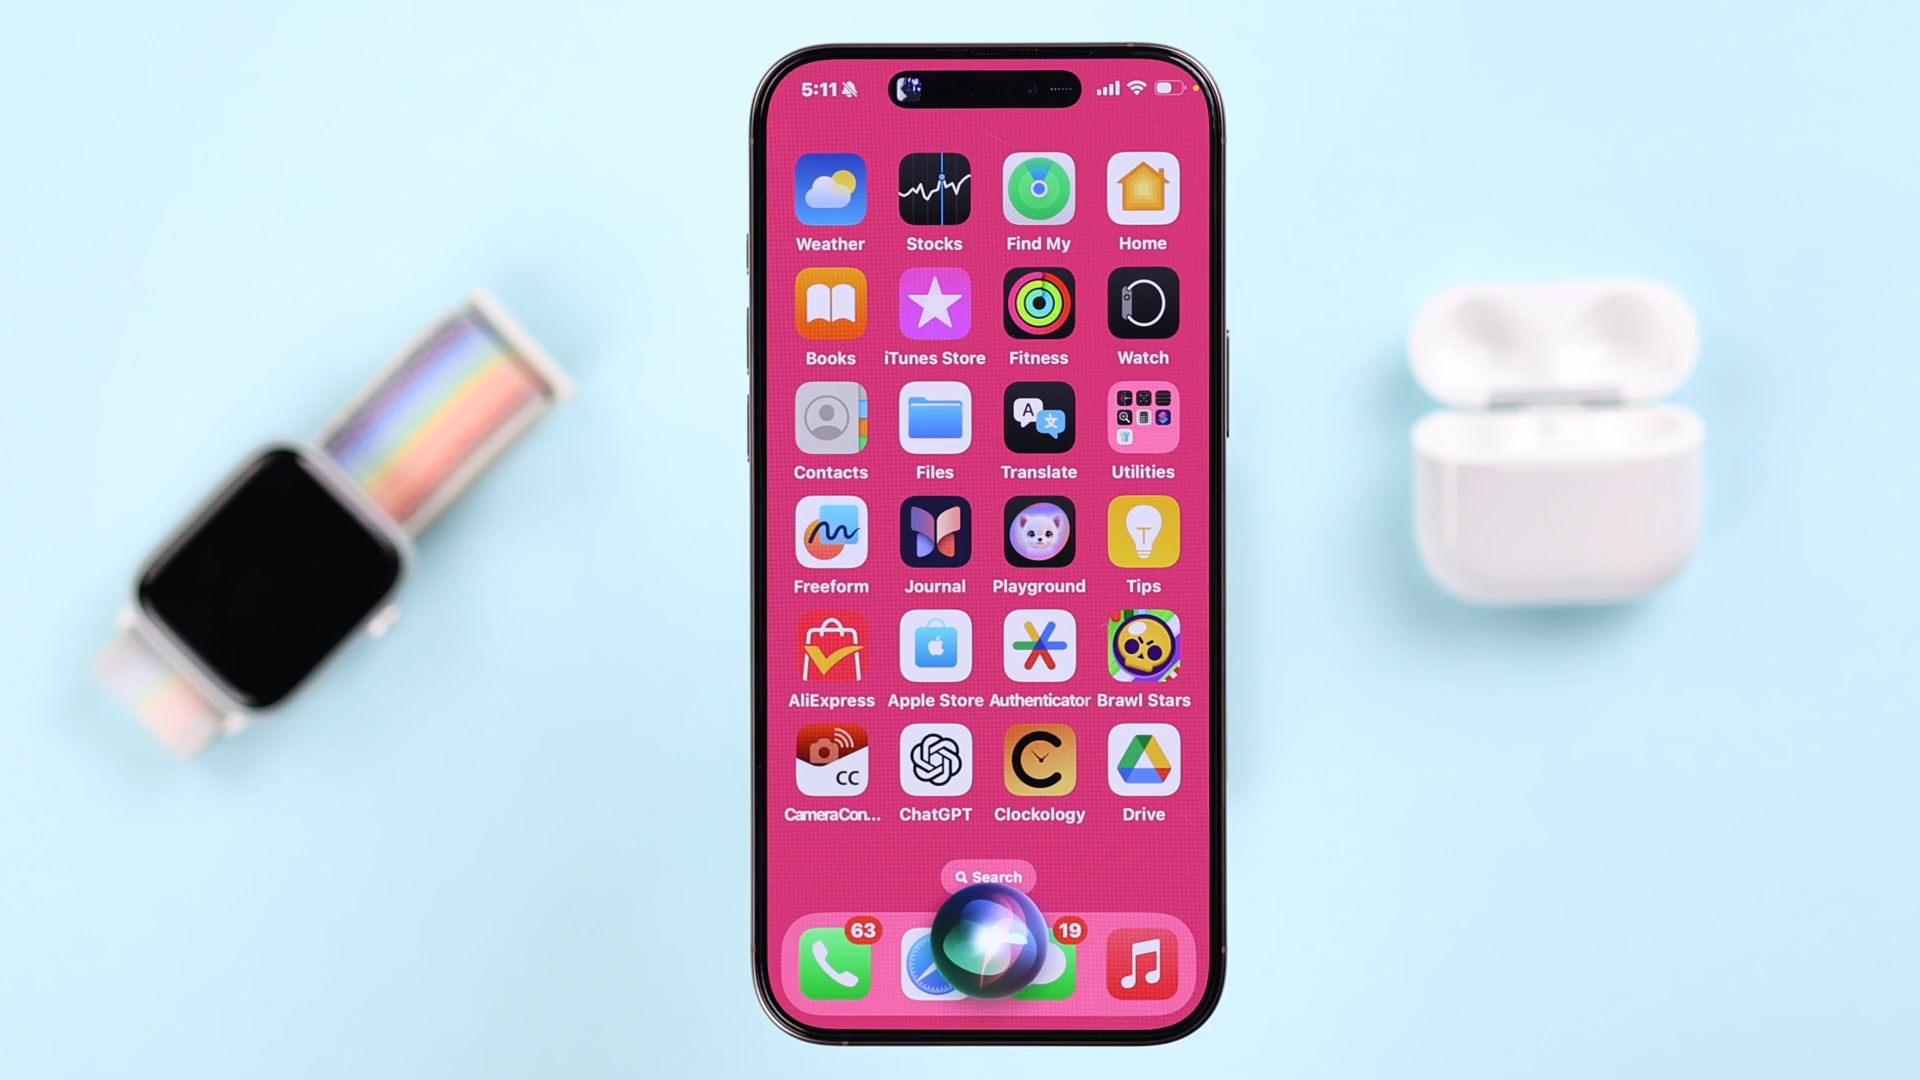 5:11
Weather Stocks Find My Home
Books iTunes Store Fitness Watch
Contacts Files Translate Utilities
Freeform Journal Playground Tips
AliExpress Apple Store Authenticator Brawl Stars
CC
CameraCon... ChatGPT Clockology Drive
Search
63 19